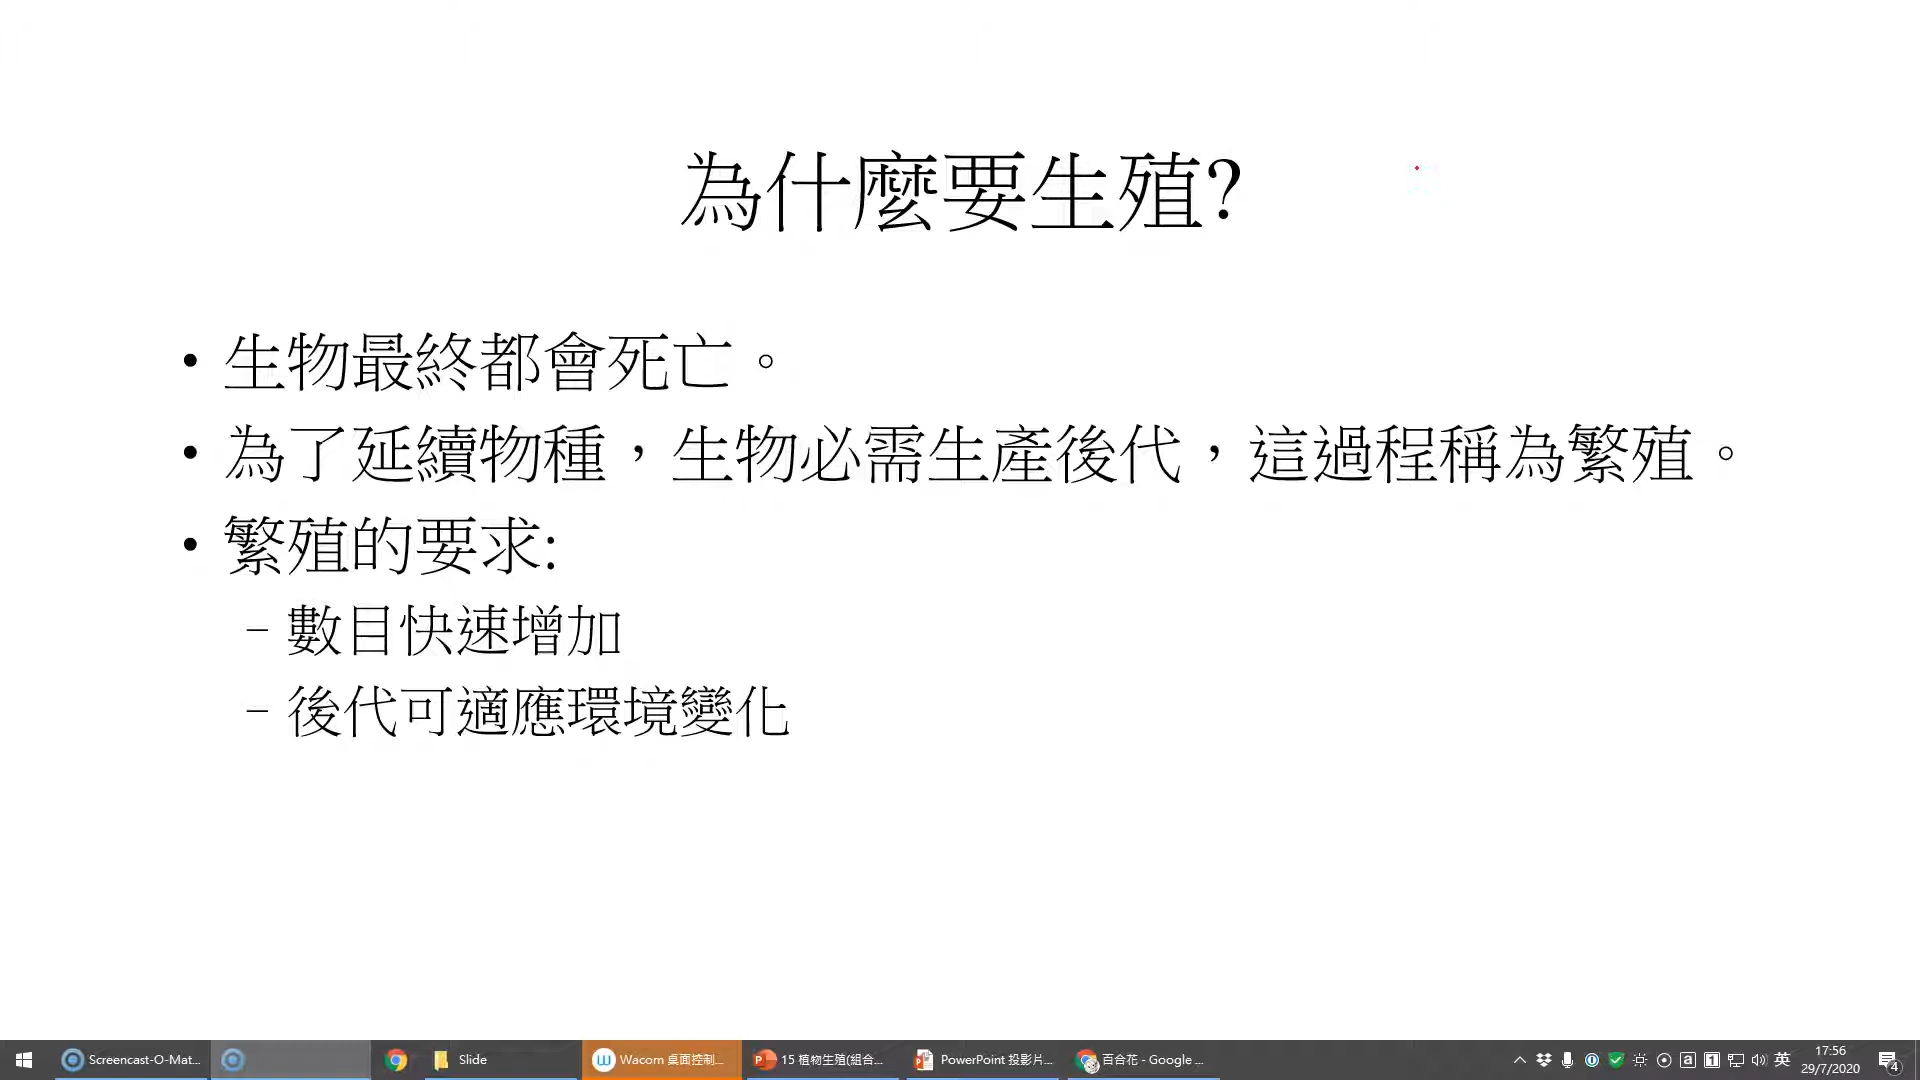 為什麼要生殖?
• 生物最終都會死亡。
• 為了延續物種，生物必需生產後代，這過程稱為繁殖。
• 繁殖的要求:
– 數目快速增加
– 後代可適應環境變化
Screencast-O-Mat...
Slide
Wacom 桌面控制...
15 植物生殖(組合...
PowerPoint 投影片...
百合花 - Google ...
英
17:56
29/7/2020
4